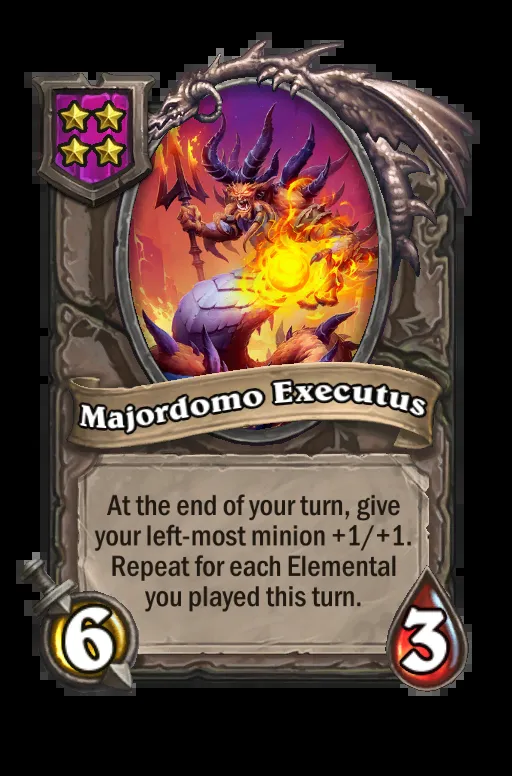 Majordomo Executus
At the end of your turn, give
your left-most minion +1/+1.
Repeat for each Elemental
you played this turn.
6
3